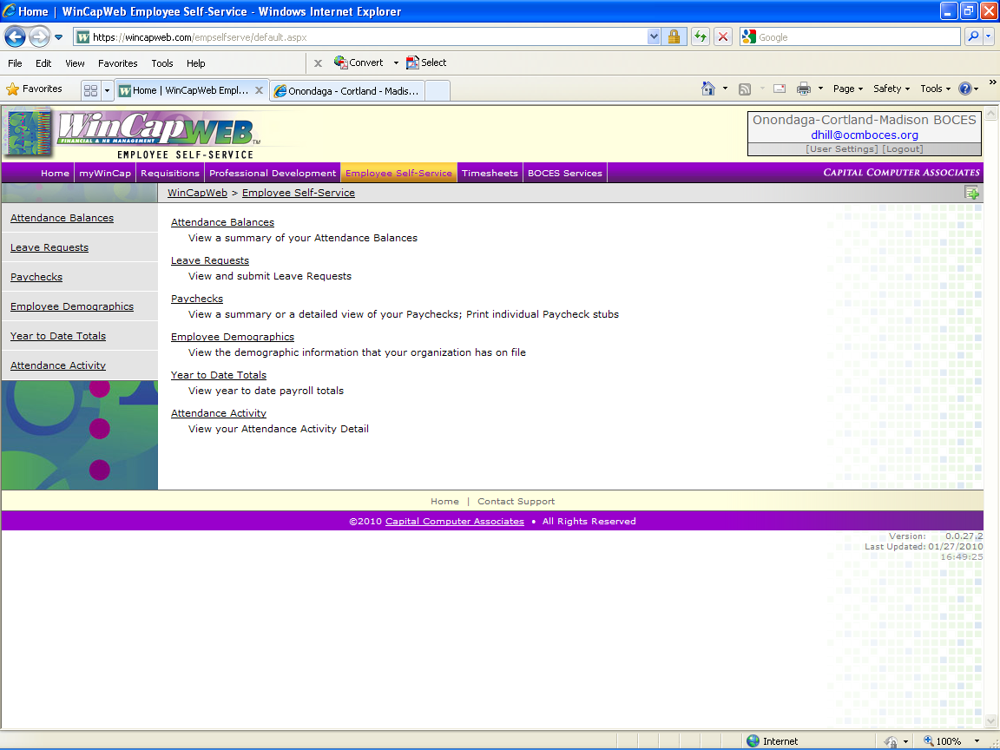 Home | WinCapWeb Employee Self-Service - Windows Internet Explorer
https://wincapweb.com/empselfserve/default.aspx
Google
File Edit View Favorites Tools Help
x Convert Select
Favorites
Home | WinCapWeb Empl... X
Onondaga - Cortland - Madis...
Page Safety Tools
WinCapWEB TM
FINANCIAL & HR MANAGEMENT
EMPLOYEE SELF-SERVICE
Onondaga-Cortland-Madison BOCES
dhill@ocmboces.org
[User Settings] [Logout]
Home myWinCap Requisitions Professional Development Employee Self-Service Timesheets BOCES Services
CAPITAL COMPUTER ASSOCIATES
WinCapWeb > Employee Self-Service
Attendance Balances
Leave Requests
Paychecks
Employee Demographics
Year to Date Totals
Attendance Activity
Attendance Balances
View a summary of your Attendance Balances
Leave Requests
View and submit Leave Requests
Paychecks
View a summary or a detailed view of your Paychecks; Print individual Paycheck stubs
Employee Demographics
View the demographic information that your organization has on file
Year to Date Totals
View year to date payroll totals
Attendance Activity
View your Attendance Activity Detail
Home | Contact Support
©2010 Capital Computer Associates • All Rights Reserved
Version: 0.0.27.2
Last Updated: 01/27/2010
16:49:25
Internet
100%